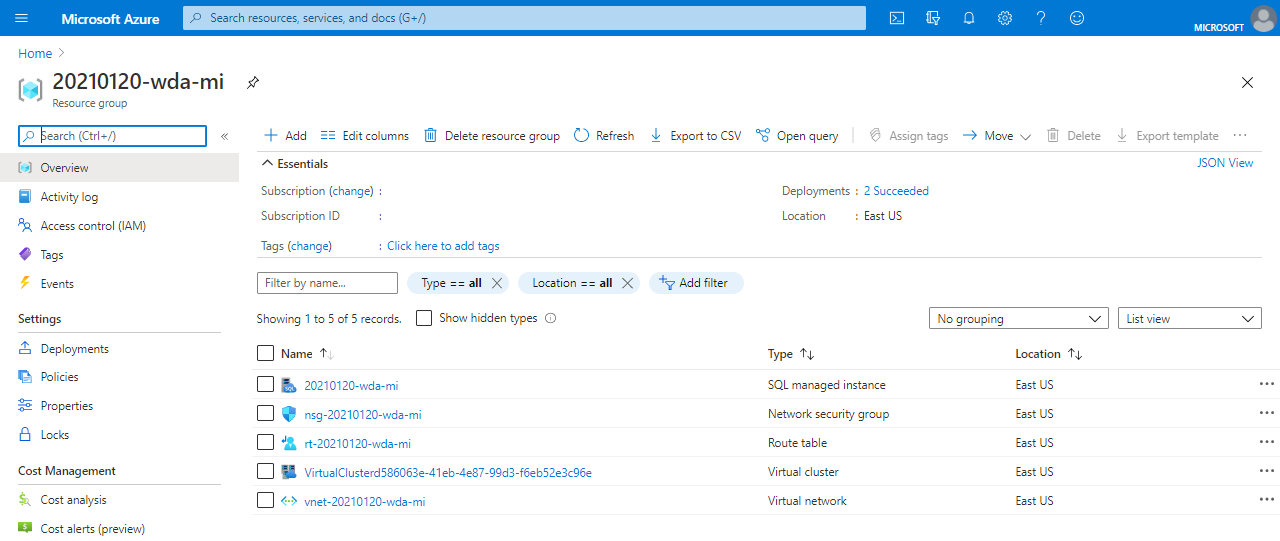 Microsoft Azure
Search resources, services, and docs (G+/)
MICROSOFT
Home
20210120-wda-mi
Resource group
Search (Ctrl+/)
Overview
Activity log
Access control (IAM)
Tags
Events
Settings
Deployments
Policies
Properties
Locks
Cost Management
Cost analysis
Cost alerts (preview)
Add Edit columns Delete resource group Refresh Export to CSV Open query Assign tags Move Delete Export template ...
Essentials JSON View
Subscription (change) : Deployments : 2 Succeeded
Subscription ID : Location : East US
Tags (change) : Click here to add tags
Filter by name... Type == all Location == all Add filter
Showing 1 to 5 of 5 records. Show hidden types No grouping List view
Name Type Location
20210120-wda-mi SQL managed instance East US ...
nsg-20210120-wda-mi Network security group East US ...
rt-20210120-wda-mi Route table East US ...
VirtualClusterd586063e-41eb-4e87-99d3-f6eb52e3c96e Virtual cluster East US ...
vnet-20210120-wda-mi Virtual network East US ...